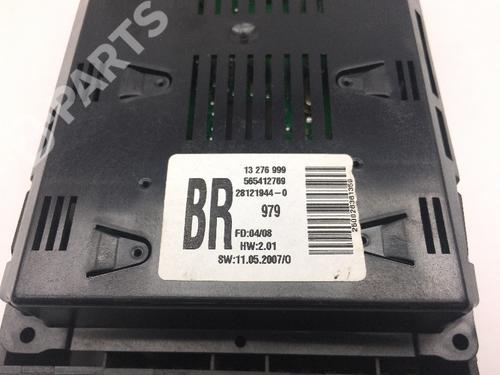 PARTS
13 276 999
565412769
28121944-0
BR
979
FD:04/08
HW:2.01
SW:11.05.2007/0